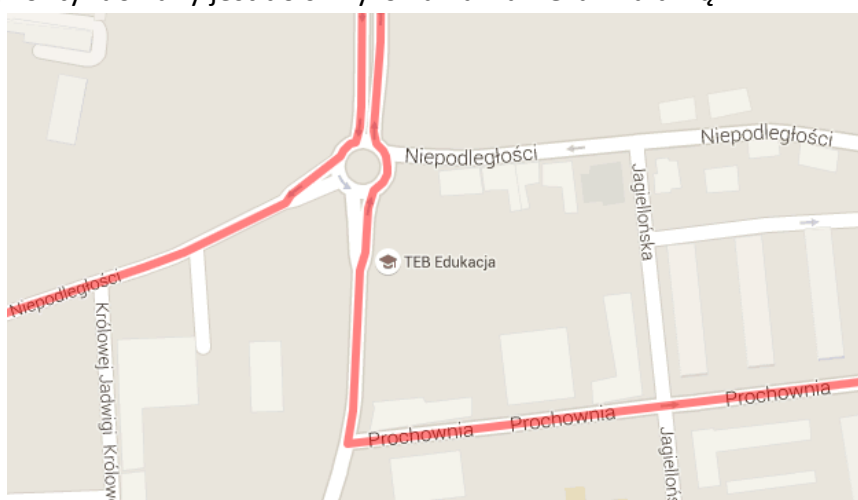 Niepodległości
Niepodległości
Jagiellońska
TEB Edukacja
Niepodległości
Królowej Jadwigi
Prochownia
Prochownia
Prochownia